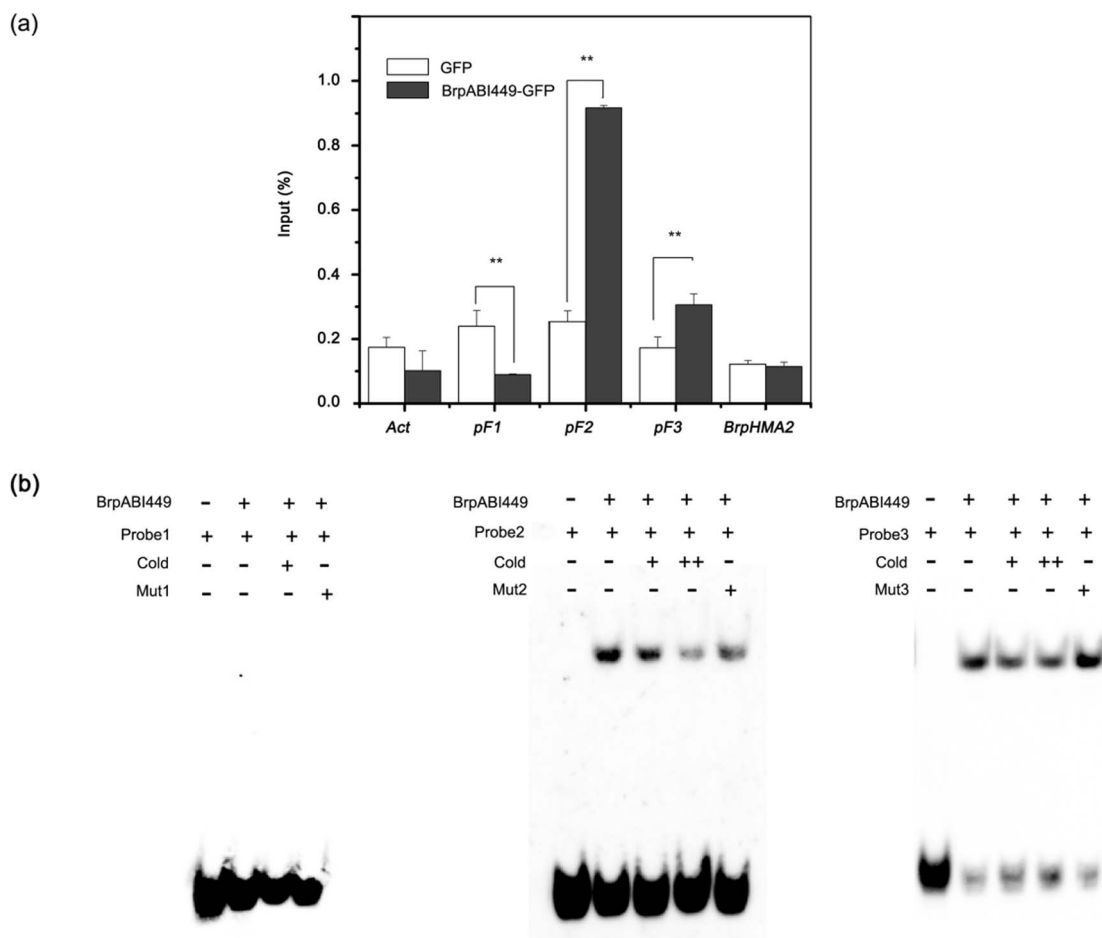 (a)
GFP
BrpABI449-GFP
**
**
**
Input (%)
1.0
0.8
0.6
0.4
0.2
0.0
Act pF1 pF2 pF3 BrpHMA2
(b)
BrpABI449 - + + +
Probe1 + + + +
Cold - - + -
Mut1 - - - +
BrpABI449 - + + + +
Probe2 + + + + +
Cold - - + ++ -
Mut2 - - - - +
BrpABI449 - + + + +
Probe3 + + + + +
Cold - - + ++ -
Mut3 - - - - +